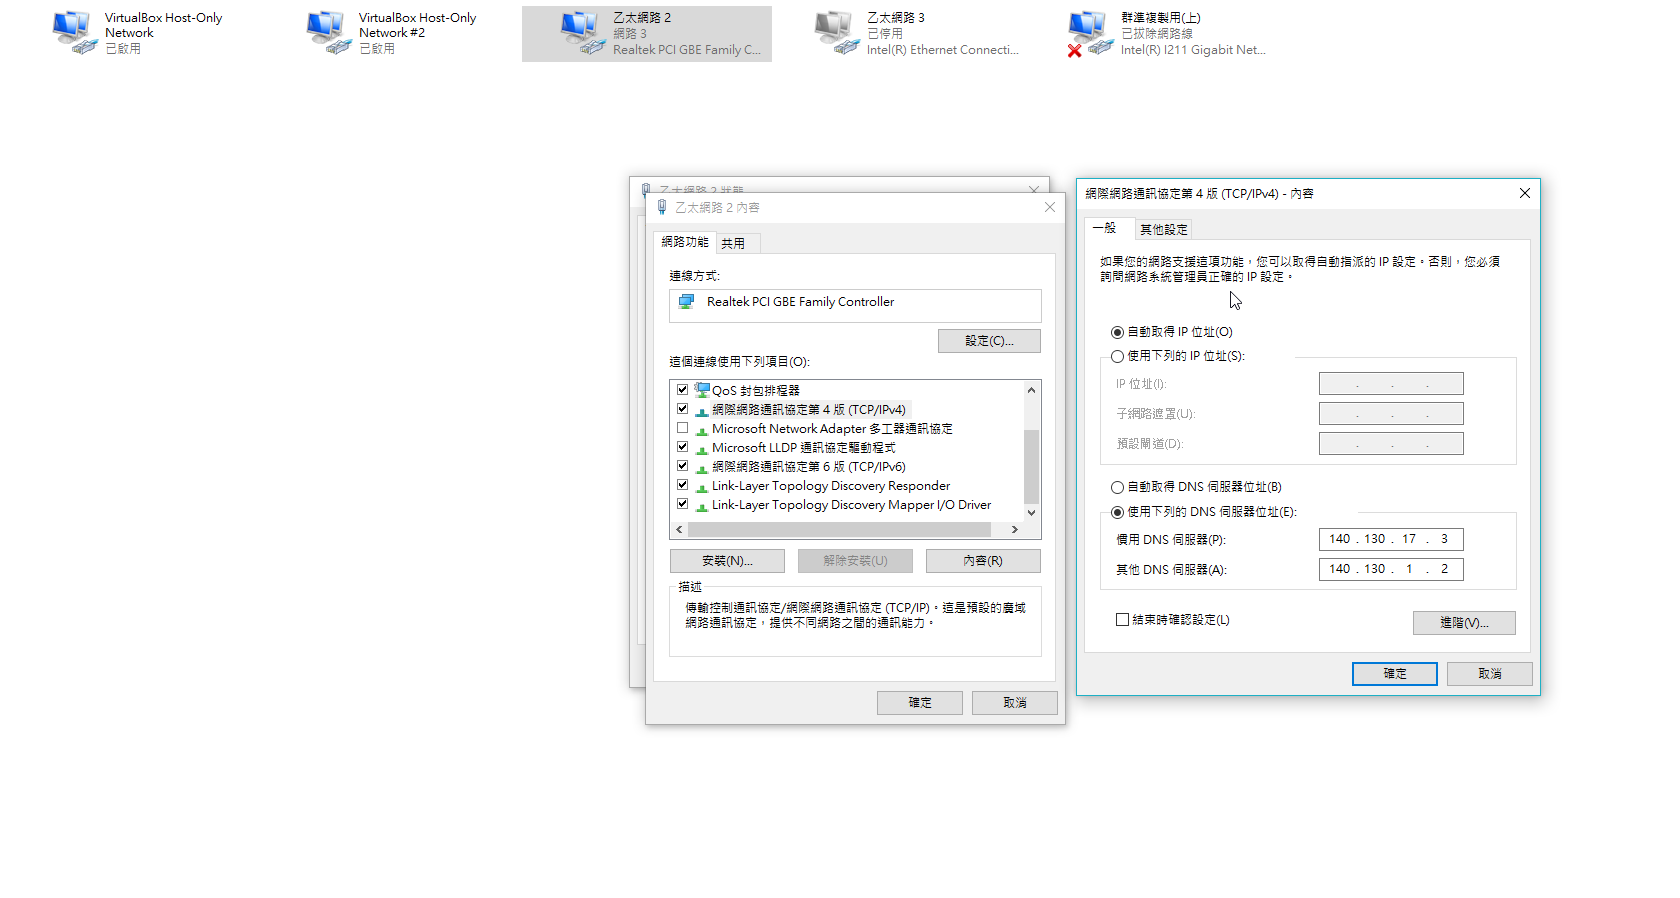 VirtualBox Host-Only
Network
已啟用
VirtualBox Host-Only
Network #2
已啟用
乙太網路 2
網路 3
Realtek PCI GBE Family C...
乙太網路 3
已停用
Intel(R) Ethernet Connecti...
群準複製用(上)
已拔除網路線
Intel(R) I211 Gigabit Net...
乙太網路 2 狀態
乙太網路 2 內容
網路功能
共用
連線方式:
Realtek PCI GBE Family Controller
設定(C)...
這個連線使用下列項目(O):
QoS 封包排程器
網際網路通訊協定第 4 版 (TCP/IPv4)
Microsoft Network Adapter 多工器通訊協定
Microsoft LLDP 通訊協定驅動程式
網際網路通訊協定第 6 版 (TCP/IPv6)
Link-Layer Topology Discovery Responder
Link-Layer Topology Discovery Mapper I/O Driver
安裝(N)...
解除安裝(U)
內容(R)
描述
傳輸控制通訊協定/網際網路通訊協定 (TCP/IP)。這是預設的廣域
網路通訊協定，提供不同網路之間的通訊能力。
確定
取消
網際網路通訊協定第 4 版 (TCP/IPv4) - 內容
一般
其他設定
如果您的網路支援這項功能，您可以取得自動指派的 IP 設定。否則，您必須
詢問網路系統管理員正確的 IP 設定。
自動取得 IP 位址(O)
使用下列的 IP 位址(S):
IP 位址(I):
. . .
子網路遮罩(U):
. . .
預設閘道(D):
. . .
自動取得 DNS 伺服器位址(B)
使用下列的 DNS 伺服器位址(E):
慣用 DNS 伺服器(P):
140 . 130 . 17 . 3
其他 DNS 伺服器(A):
140 . 130 . 1 . 2
結束時確認設定(L)
進階(V)...
確定
取消